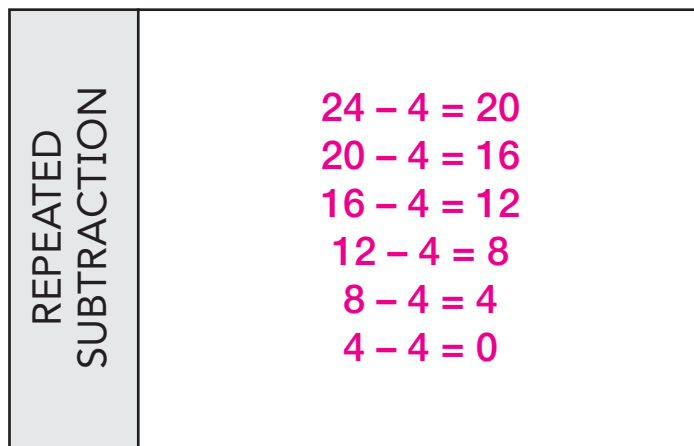 REPEATED
SUBTRACTION
24 – 4 = 20
20 – 4 = 16
16 – 4 = 12
12 – 4 = 8
8 – 4 = 4
4 – 4 = 0